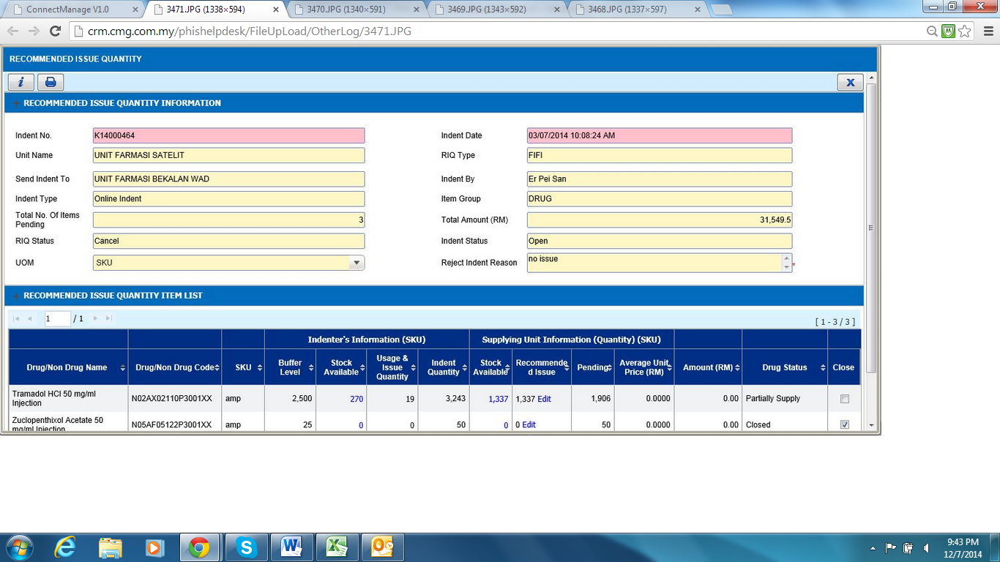 ConnectManage V1.0
3471.JPG (1338×594)
3470.JPG (1340×591)
3469.JPG (1343×592)
3468.JPG (1337×597)
crm.cmg.com.my/phishelpdesk/FileUpLoad/OtherLog/3471.JPG
RECOMMENDED ISSUE QUANTITY
RECOMMENDED ISSUE QUANTITY INFORMATION
Indent No. K14000464 Indent Date 03/07/2014 10:08:24 AM
Unit Name UNIT FARMASI SATELIT RIQ Type FIFI
Send Indent To UNIT FARMASI BEKALAN WAD Indent By Er Pei San
Indent Type Online Indent Item Group DRUG
Total No. Of Items Pending 3 Total Amount (RM) 31,549.5
RIQ Status Cancel Indent Status Open
UOM SKU Reject Indent Reason no issue *
RECOMMENDED ISSUE QUANTITY ITEM LIST
1 / 1 [ 1 - 3 / 3 ]
Indenter's Information (SKU) Supplying Unit Information (Quantity) (SKU)
Drug/Non Drug Name Drug/Non Drug Code SKU Buffer Level Stock Available Usage & Issue Quantity Indent Quantity Stock Available Recommended Issue Pending Average Unit Price (RM) Amount (RM) Drug Status Close
Tramadol HCl 50 mg/ml Injection N02AX02110P3001XX amp 2,500 270 19 3,243 1,337 1,337 Edit 1,906 0.0000 0.00 Partially Supply
Zuclopenthixol Acetate 50 mg/ml Injection N05AF05122P3001XX amp 25 0 0 50 0 0 Edit 50 0.0000 0.00 Closed
9:43 PM
12/7/2014